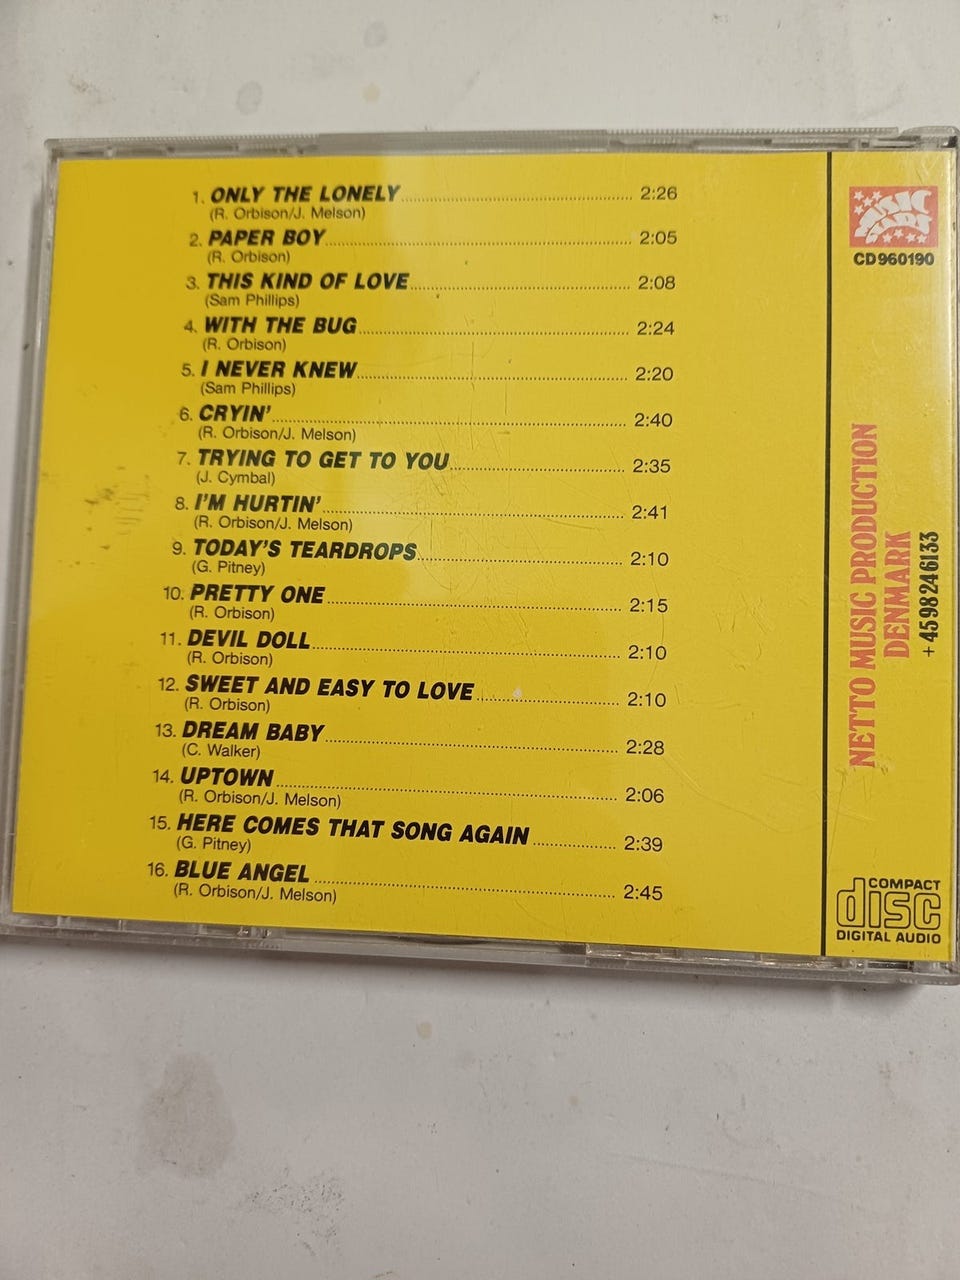 1. ONLY THE LONELY 2:26
(R. Orbison/J. Melson)
2. PAPER BOY 2:05
(R. Orbison)
3. THIS KIND OF LOVE 2:08
(Sam Phillips)
4. WITH THE BUG 2:24
(R. Orbison)
5. I NEVER KNEW 2:20
(Sam Phillips)
6. CRYIN' 2:40
(R. Orbison/J. Melson)
7. TRYING TO GET TO YOU 2:35
(J. Cymbal)
8. I'M HURTIN' 2:41
(R. Orbison/J. Melson)
9. TODAY'S TEARDROPS 2:10
(G. Pitney)
10. PRETTY ONE 2:15
(R. Orbison)
11. DEVIL DOLL 2:10
(R. Orbison)
12. SWEET AND EASY TO LOVE 2:10
(R. Orbison)
13. DREAM BABY 2:28
(C. Walker)
14. UPTOWN 2:06
(R. Orbison/J. Melson)
15. HERE COMES THAT SONG AGAIN 2:39
(G. Pitney)
16. BLUE ANGEL 2:45
(R. Orbison/J. Melson)
MUSIC
STARS
CD 960190
NETTO MUSIC PRODUCTION
DENMARK
+4598246133
COMPACT
disc
DIGITAL AUDIO